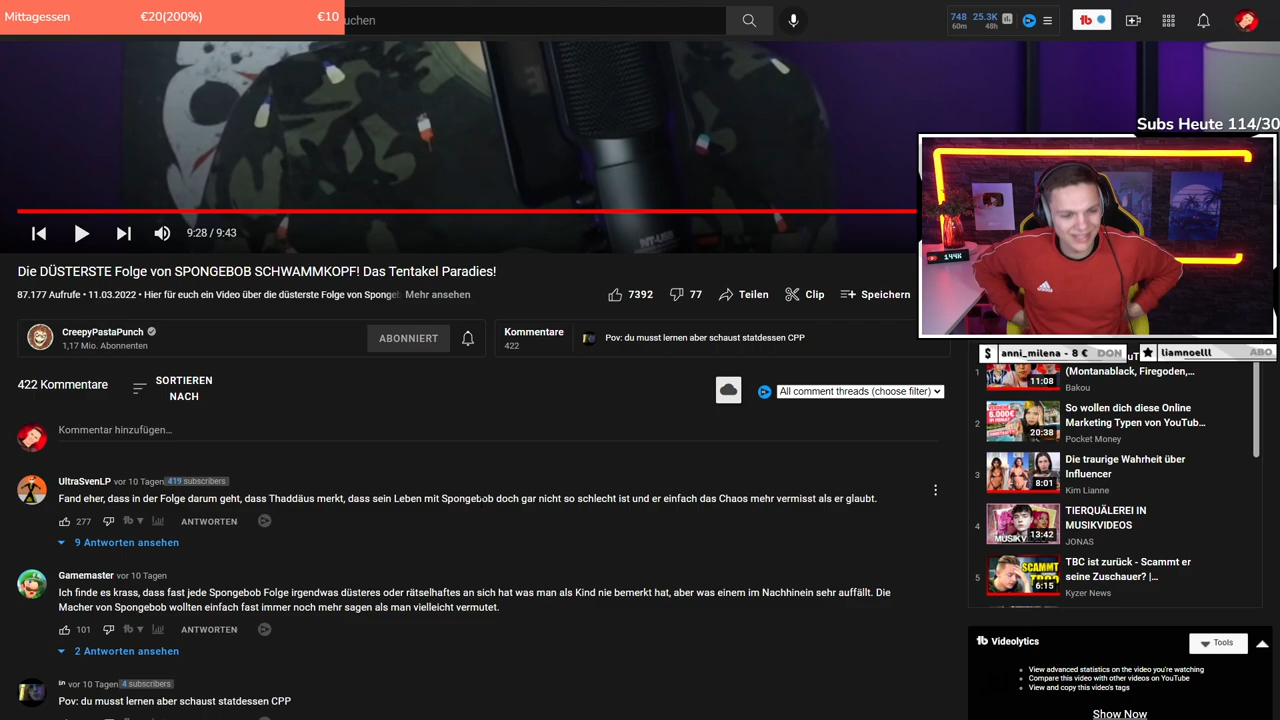 Mittagessen €20(200%) €10
uchen
748 25.3K
60m 48h
Subs Heute 114/30
144K
NT-USB
9:28 / 9:43
anni_milena - 8 € DON liamnoelll ABO
Die DÜSTERSTE Folge von SPONGEBOB SCHWAMMKOPF! Das Tentakel Paradies!
87.177 Aufrufe • 11.03.2022 • Hier für euch ein Video über die düsterste Folge von Spongeb Mehr ansehen
7392 77 Teilen Clip Speichern
CreepyPastaPunch
1,17 Mio. Abonnenten
ABONNIERT
Kommentare
422
Pov: du musst lernen aber schaust statdessen CPP
422 Kommentare
SORTIEREN
NACH
All comment threads (choose filter)
Kommentar hinzufügen...
UltraSvenLP vor 10 Tagen 419 subscribers
Fand eher, dass in der Folge darum geht, dass Thaddäus merkt, dass sein Leben mit Spongebob doch gar nicht so schlecht ist und er einfach das Chaos mehr vermisst als er glaubt.
277 ANTWORTEN
9 Antworten ansehen
Gamemaster vor 10 Tagen
Ich finde es krass, dass fast jede Spongebob Folge irgendwas düsteres oder rätselhaftes an sich hat was man als Kind nie bemerkt hat, aber was einem im Nachhinein sehr auffällt. Die
Macher von Spongebob wollten einfach fast immer noch mehr sagen als man vielleicht vermutet.
101 ANTWORTEN
2 Antworten ansehen
vor 10 Tagen 4 subscribers
Pov: du musst lernen aber schaust statdessen CPP
1
(Montanablack, Firegoden,...
11:08
Bakou
2
So wollen dich diese Online
Marketing Typen von YouTub...
20:38
Pocket Money
3
Die traurige Wahrheit über
Influencer
8:01
Kim Lianne
4
TIERQUÄLEREI IN
MUSIKVIDEOS
13:42
JONAS
5
TBC ist zurück - Scammt er
seine Zuschauer? |...
6:15
Kyzer News
tb Videolytics
Tools
View advanced statistics on the video you're watching
Compare this video with other videos on YouTube
View and copy this video's tags
Show Now